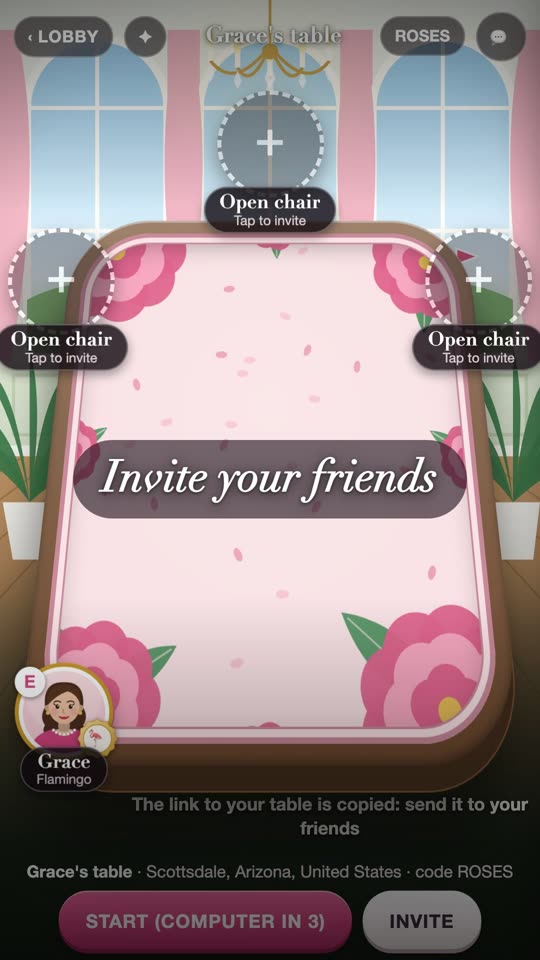 ‹ LOBBY
Grace's table
ROSES
Open chair
Tap to invite
Open chair
Tap to invite
Open chair
Tap to invite
Invite your friends
E
Grace
Flamingo
The link to your table is copied: send it to your
friends
Grace's table · Scottsdale, Arizona, United States · code ROSES
START (COMPUTER IN 3)
INVITE